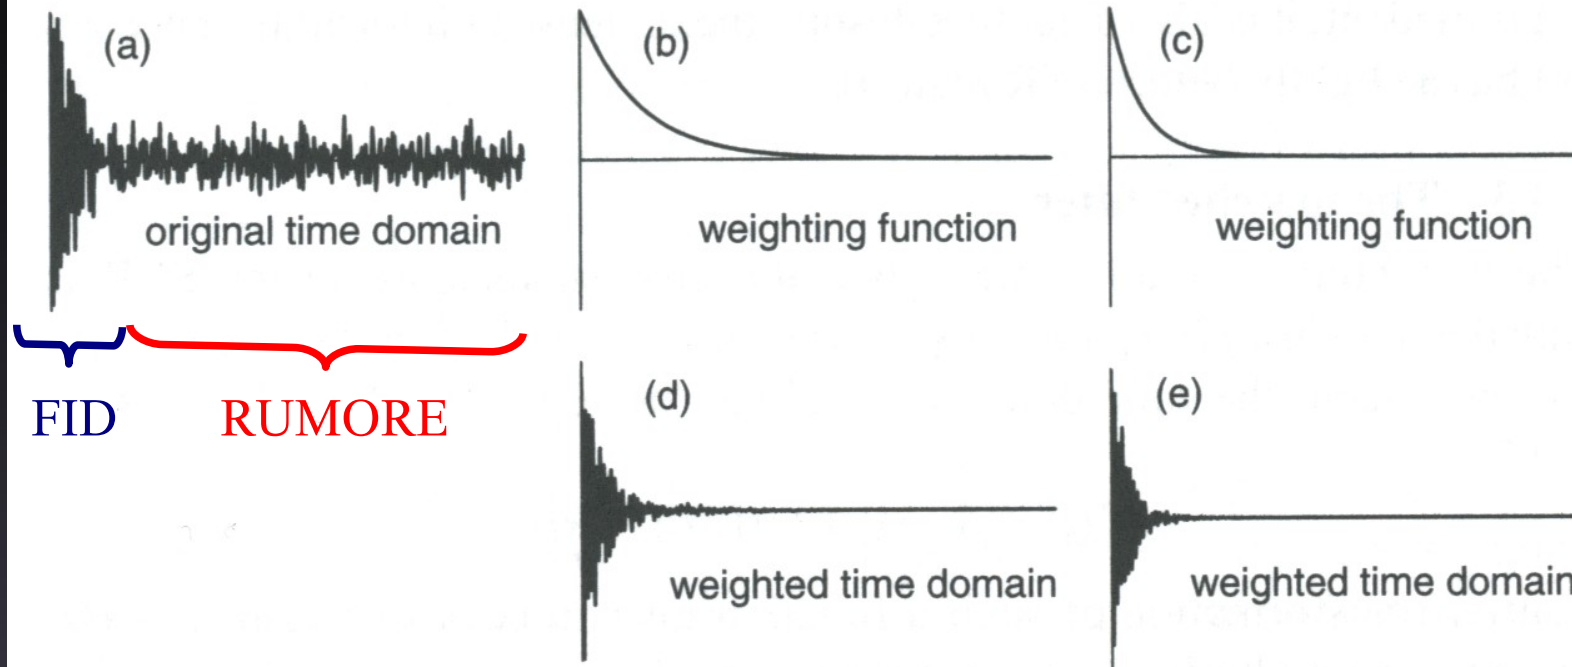 (a)
original time domain
FID
RUMORE
(b)
weighting function
(c)
weighting function
(d)
weighted time domain
(e)
weighted time domain